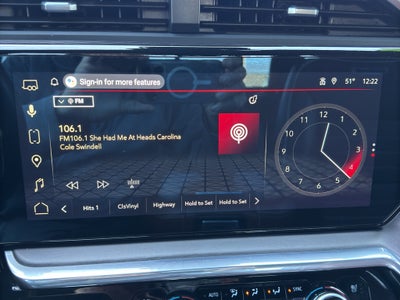 Sign-in for more features
51° 12:22
FM
106.1
FM106.1 She Had Me At Heads Carolina
Cole Swindell
12
1
2
3
4
5
6
7
8
9
10
11
Hits 1 ClsVinyl Highway Hold to Set Hold to Set
AUTO
SYNC